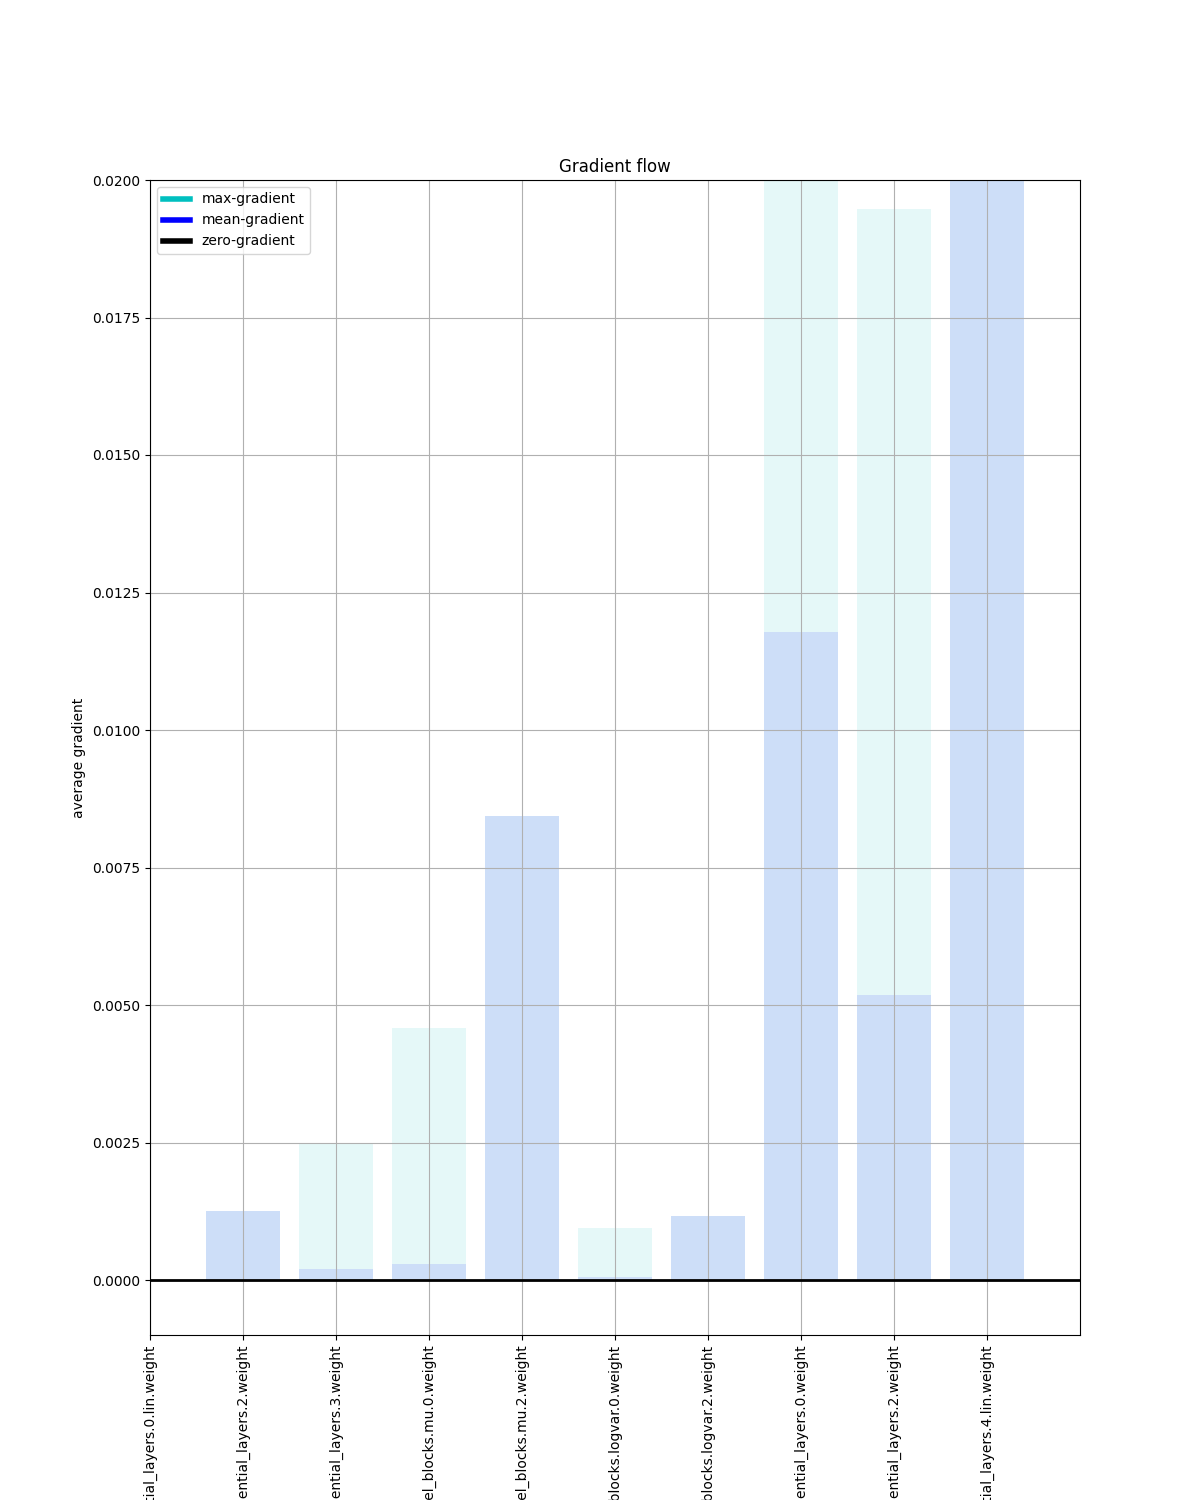 Gradient flow
max-gradient
mean-gradient
zero-gradient
0.0200
0.0175
0.0150
0.0125
0.0100
0.0075
0.0050
0.0025
0.0000
average gradient
tial_layers.0.lin.weight
ential_layers.2.weight
ential_layers.3.weight
el_blocks.mu.0.weight
el_blocks.mu.2.weight
blocks.logvar.0.weight
blocks.logvar.2.weight
ential_layers.0.weight
ential_layers.2.weight
tial_layers.4.lin.weight